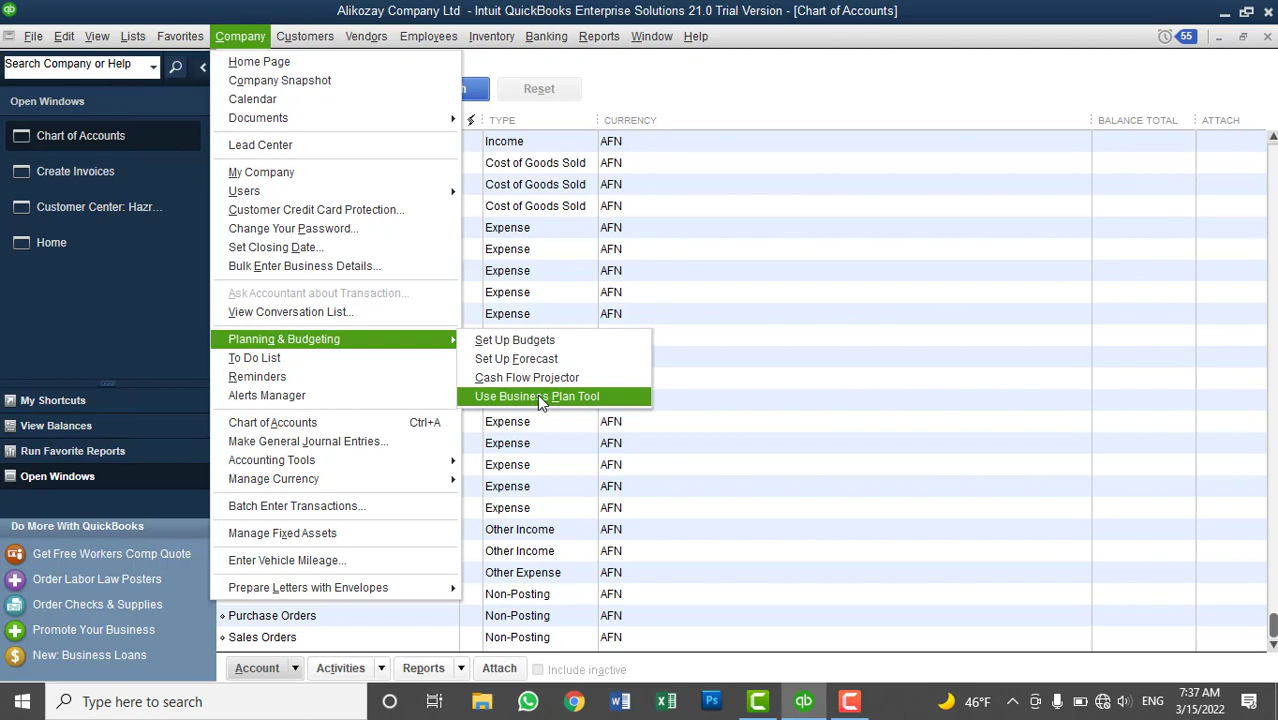 Alikozay Company Ltd - Intuit QuickBooks Enterprise Solutions 21.0 Trial Version - [Chart of Accounts]
File Edit View Lists Favorites Company Customers Vendors Employees Inventory Banking Reports Window Help 55
Search Company or Help
Open Windows
Chart of Accounts
Create Invoices
Customer Center: Hazr...
Home
My Shortcuts
View Balances
Run Favorite Reports
Open Windows
Do More With QuickBooks
Get Free Workers Comp Quote
Order Labor Law Posters
Order Checks & Supplies
Promote Your Business
New: Business Loans
Home Page
Company Snapshot
Calendar
Documents
Lead Center
My Company
Users
Customer Credit Card Protection...
Change Your Password...
Set Closing Date...
Bulk Enter Business Details...
Ask Accountant about Transaction...
View Conversation List...
Planning & Budgeting
To Do List
Reminders
Alerts Manager
Chart of Accounts Ctrl+A
Make General Journal Entries...
Accounting Tools
Manage Currency
Batch Enter Transactions...
Manage Fixed Assets
Enter Vehicle Mileage...
Prepare Letters with Envelopes
Set Up Budgets
Set Up Forecast
Cash Flow Projector
Use Business Plan Tool
Reset
TYPE CURRENCY BALANCE TOTAL ATTACH
Income AFN
Cost of Goods Sold AFN
Cost of Goods Sold AFN
Cost of Goods Sold AFN
Expense AFN
Expense AFN
Expense AFN
Expense AFN
Expense AFN
Expense AFN
Expense AFN
Expense AFN
Expense AFN
Expense AFN
Other Income AFN
Other Income AFN
Other Expense AFN
Non-Posting AFN
Purchase Orders Non-Posting AFN
Sales Orders Non-Posting AFN
Account Activities Reports Attach Include inactive
Type here to search
46°F
ENG
7:37 AM
3/15/2022